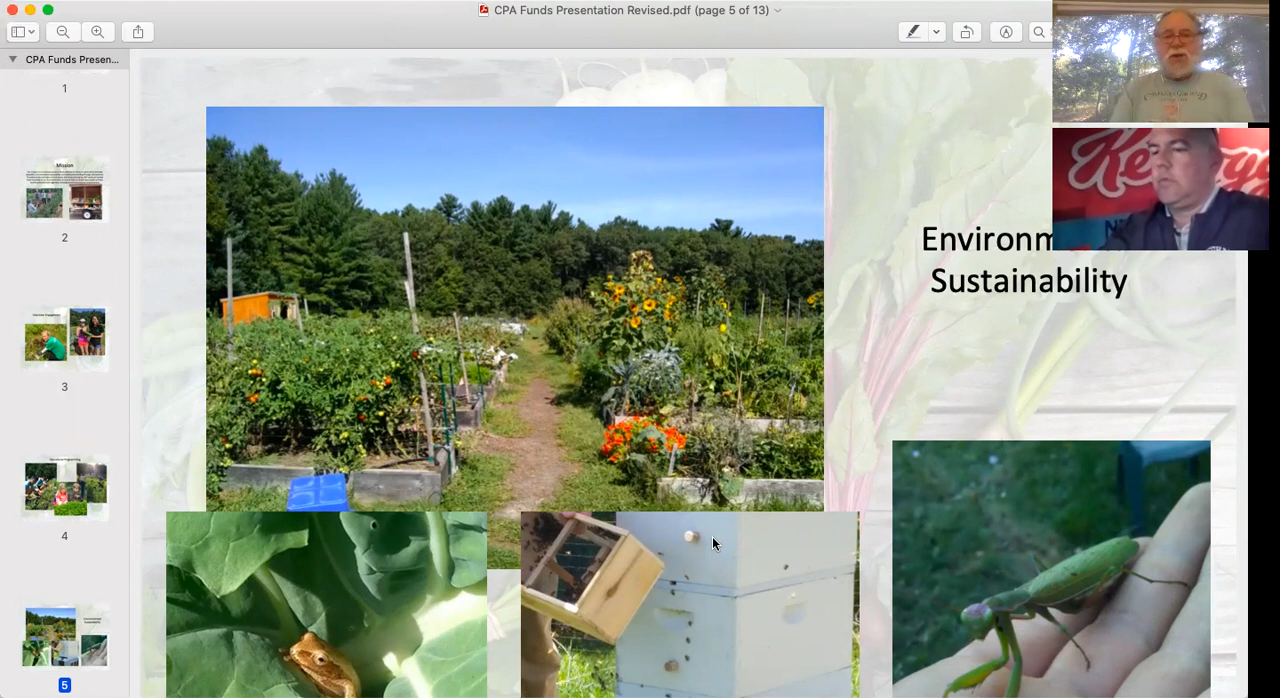 CPA Funds Presentation Revised.pdf (page 5 of 13)
CPA Funds Presen...
1
Mission
2
3
4
5
Environm
Sustainability